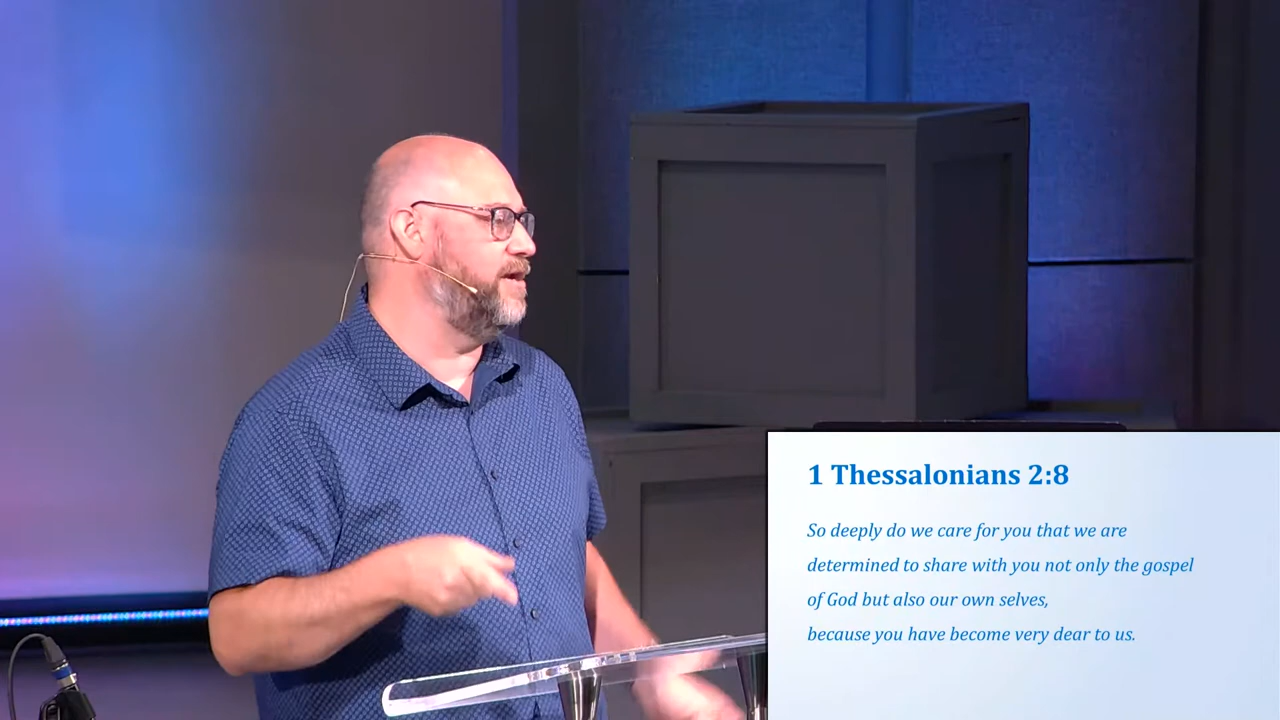 1 Thessalonians 2:8
So deeply do we care for you that we are
determined to share with you not only the gospel
of God but also our own selves,
because you have become very dear to us.